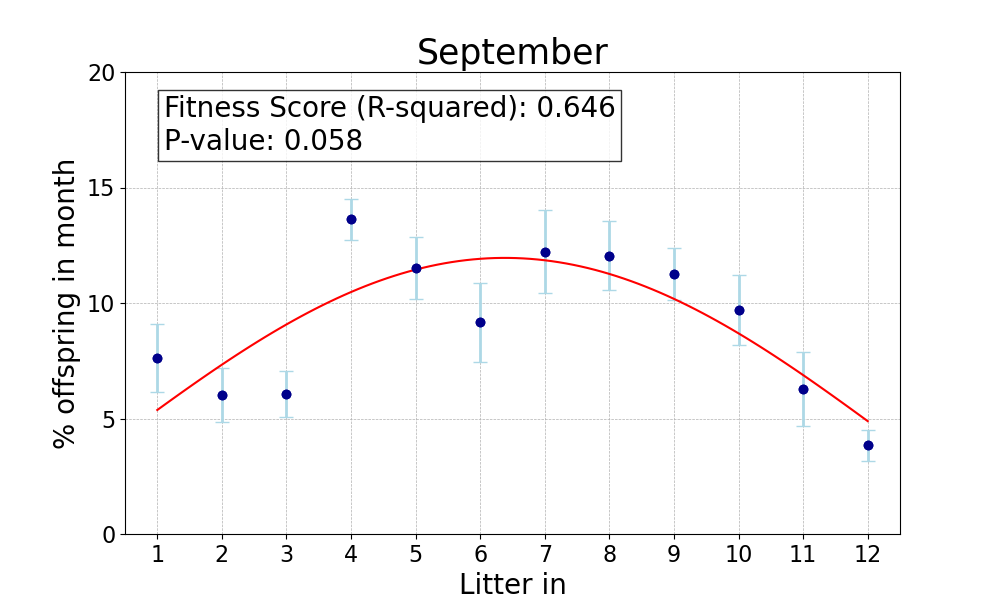 September
Fitness Score (R-squared): 0.646
P-value: 0.058
% offspring in month
20
15
10
5
0
1 2 3 4 5 6 7 8 9 10 11 12
Litter in